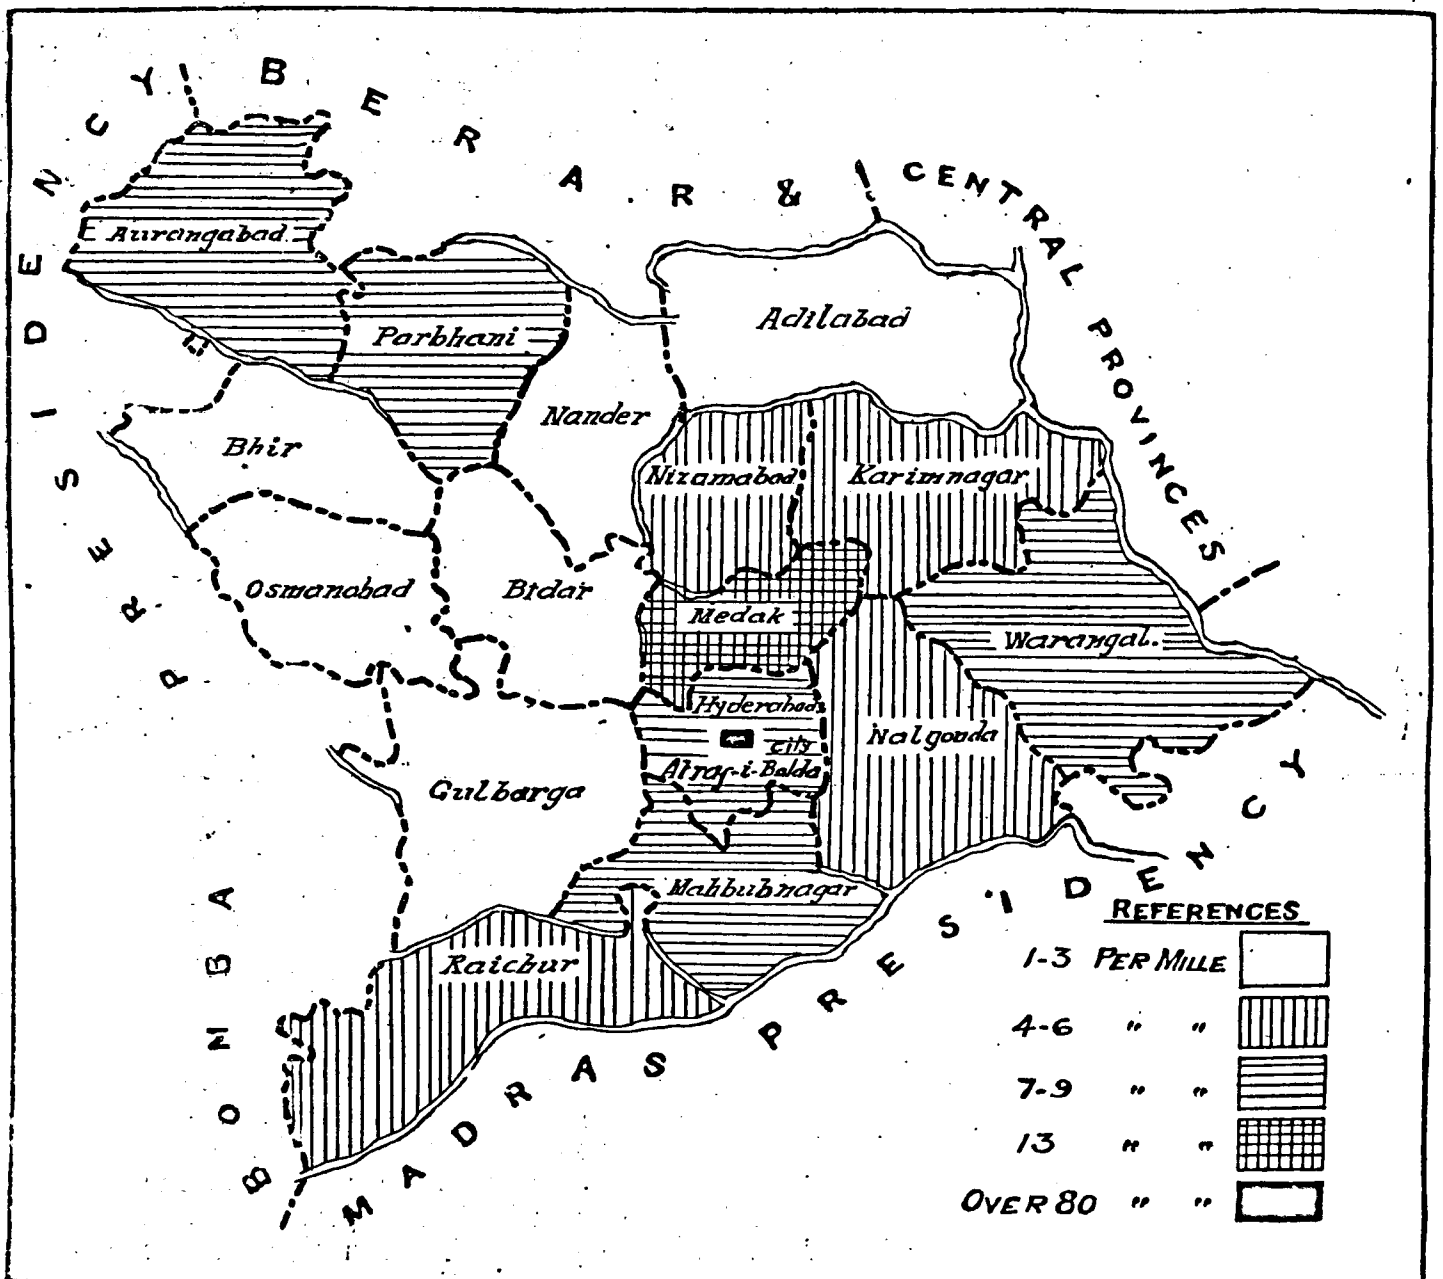 BERAR & CENTRAL PROVINCES
BOMBAY PRESIDENCY
MADRAS PRESIDENCY
Aurangabad
Parbhani
Adilabad
Nander
Bhir
Nizamabad
Karimnagar
Osmanabad
Bidar
Medak
Warangal.
Hyderabad
City
Atraf-i-Balda
Nalgonda
Gulbarga
Mahbubnagar
Raichur
REFERENCES
1-3 PER MILLE
4-6 " "
7-9 " "
13 " "
OVER 80 " "